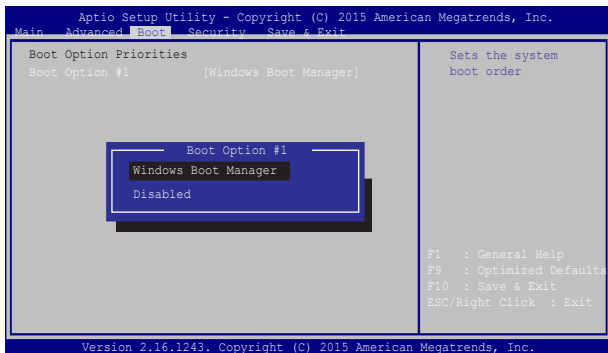 Aptio Setup Utility - Copyright (C) 2015 American Megatrends, Inc.
Main Advanced Boot Security Save & Exit
Boot Option Priorities
Boot Option #1 [Windows Boot Manager]
Sets the system
boot order
Boot Option #1
Windows Boot Manager
Disabled
F1 : General Help
F9 : Optimized Defaults
F10 : Save & Exit
ESC/Right Click : Exit
Version 2.16.1243. Copyright (C) 2015 American Megatrends, Inc.